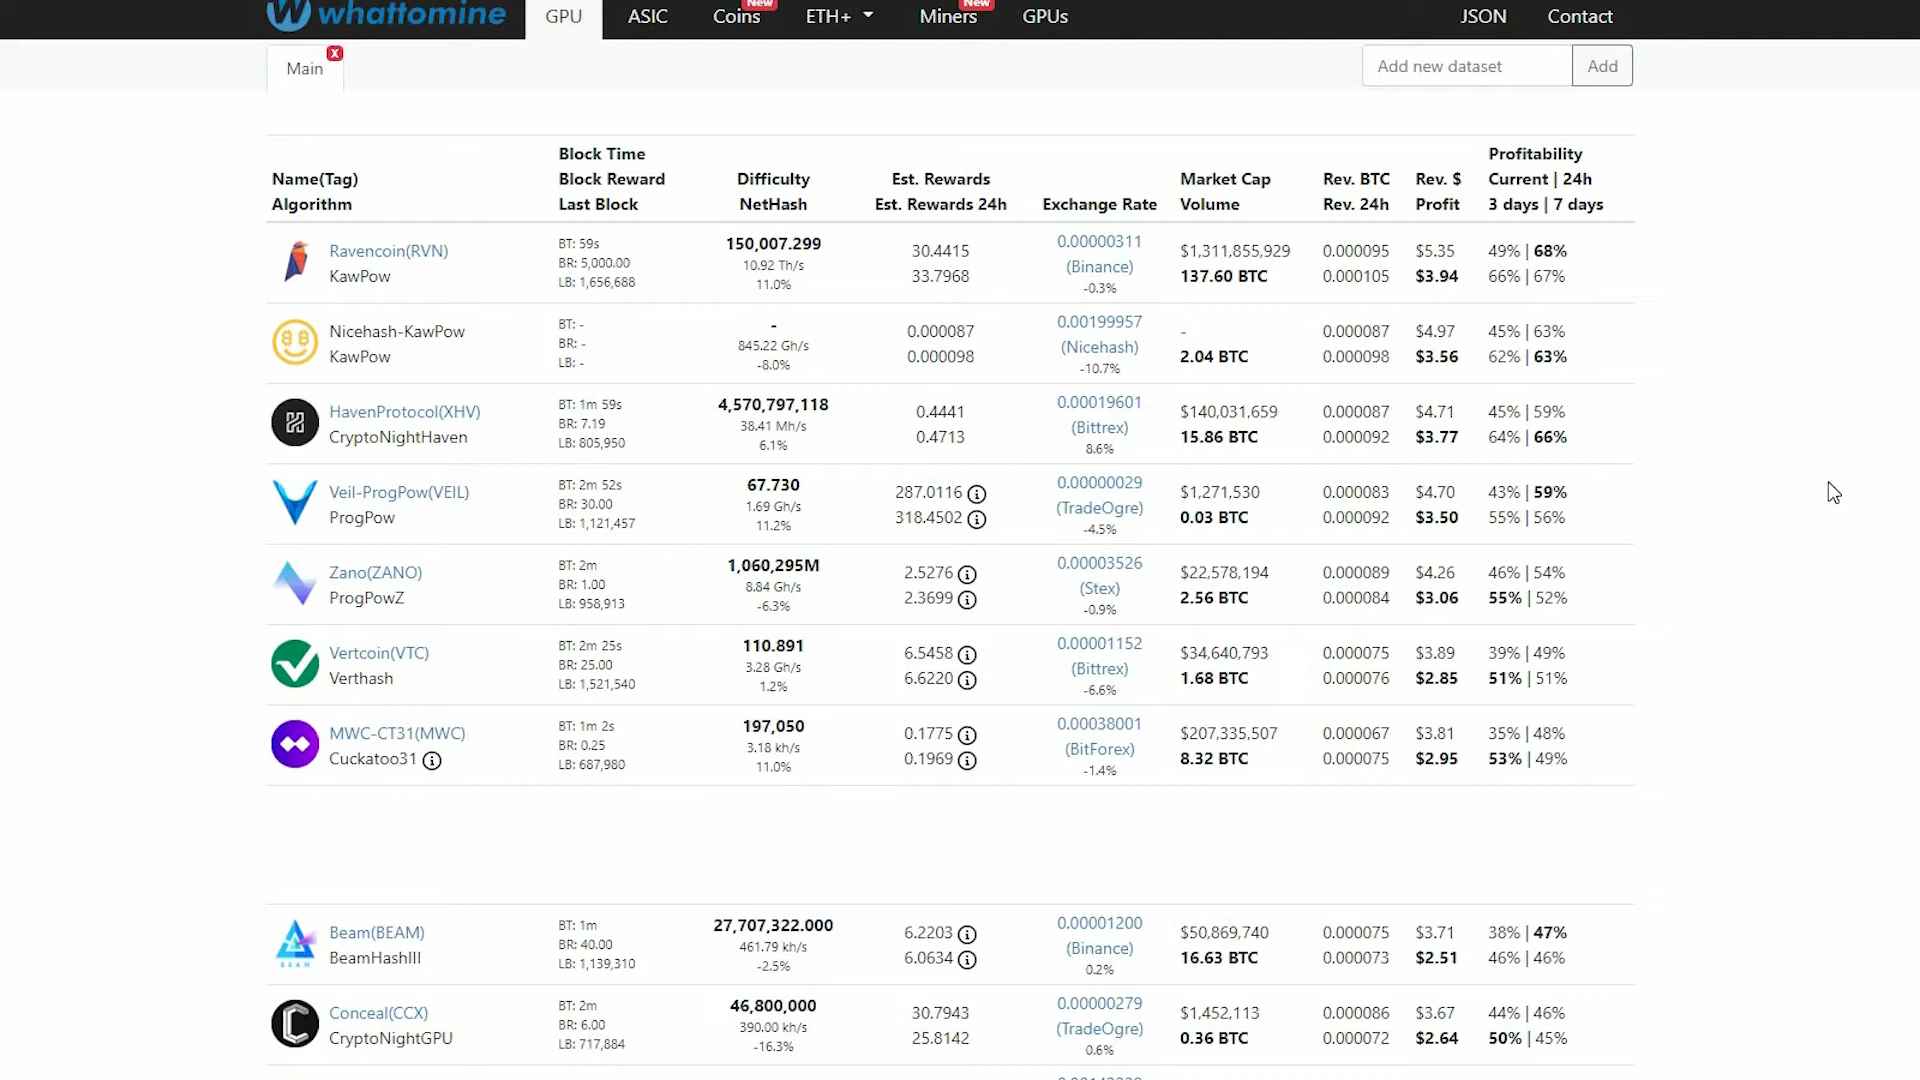 whattomine
GPU
ASIC
Coins
New
ETH+
Miners
New
GPUs
JSON
Contact
Main
X
Add new dataset
Add
Name(Tag)
Algorithm
Block Time
Block Reward
Last Block
Difficulty
NetHash
Est. Rewards
Est. Rewards 24h
Exchange Rate
Market Cap
Volume
Rev. BTC
Rev. 24h
Rev. $
Profit
Profitability
Current | 24h
3 days | 7 days
Ravencoin(RVN)
KawPow
BT: 59s
BR: 5,000.00
LB: 1,656,688
150,007.299
10.92 Th/s
11.0%
30.4415
33.7968
0.00000311
(Binance)
-0.3%
$1,311,855,929
137.60 BTC
0.000095
0.000105
$5.35
$3.94
49% | 68%
66% | 67%
Nicehash-KawPow
KawPow
BT: -
BR: -
LB: -
-
845.22 Gh/s
-8.0%
0.000087
0.000098
0.00199957
(Nicehash)
-10.7%
-
2.04 BTC
0.000087
0.000098
$4.97
$3.56
45% | 63%
62% | 63%
HavenProtocol(XHV)
CryptoNightHaven
BT: 1m 59s
BR: 7.19
LB: 805,950
4,570,797,118
38.41 Mh/s
6.1%
0.4441
0.4713
0.00019601
(Bittrex)
8.6%
$140,031,659
15.86 BTC
0.000087
0.000092
$4.71
$3.77
45% | 59%
64% | 66%
Veil-ProgPow(VEIL)
ProgPow
BT: 2m 52s
BR: 30.00
LB: 1,121,457
67.730
1.69 Gh/s
11.2%
287.0116
318.4502
0.00000029
(TradeOgre)
-4.5%
$1,271,530
0.03 BTC
0.000083
0.000092
$4.70
$3.50
43% | 59%
55% | 56%
Zano(ZANO)
ProgPowZ
BT: 2m
BR: 1.00
LB: 958,913
1,060,295M
8.84 Gh/s
-6.3%
2.5276
2.3699
0.00003526
(Stex)
-0.9%
$22,578,194
2.56 BTC
0.000089
0.000084
$4.26
$3.06
46% | 54%
55% | 52%
Vertcoin(VTC)
Verthash
BT: 2m 25s
BR: 25.00
LB: 1,521,540
110.891
3.28 Gh/s
1.2%
6.5458
6.6220
0.00001152
(Bittrex)
-6.6%
$34,640,793
1.68 BTC
0.000075
0.000076
$3.89
$2.85
39% | 49%
51% | 51%
MWC-CT31(MWC)
Cuckatoo31
BT: 1m 2s
BR: 0.25
LB: 687,980
197,050
3.18 kh/s
11.0%
0.1775
0.1969
0.00038001
(BitForex)
-1.4%
$207,335,507
8.32 BTC
0.000067
0.000075
$3.81
$2.95
35% | 48%
53% | 49%
BEAM
Beam(BEAM)
BeamHashIII
BT: 1m
BR: 40.00
LB: 1,139,310
27,707,322.000
461.79 kh/s
-2.5%
6.2203
6.0634
0.00001200
(Binance)
0.2%
$50,869,740
16.63 BTC
0.000075
0.000073
$3.71
$2.51
38% | 47%
46% | 46%
Conceal(CCX)
CryptoNightGPU
BT: 2m
BR: 6.00
LB: 717,884
46,800,000
390.00 kh/s
-16.3%
30.7943
25.8142
0.00000279
(TradeOgre)
0.6%
$1,452,113
0.36 BTC
0.000086
0.000072
$3.67
$2.64
44% | 46%
50% | 45%